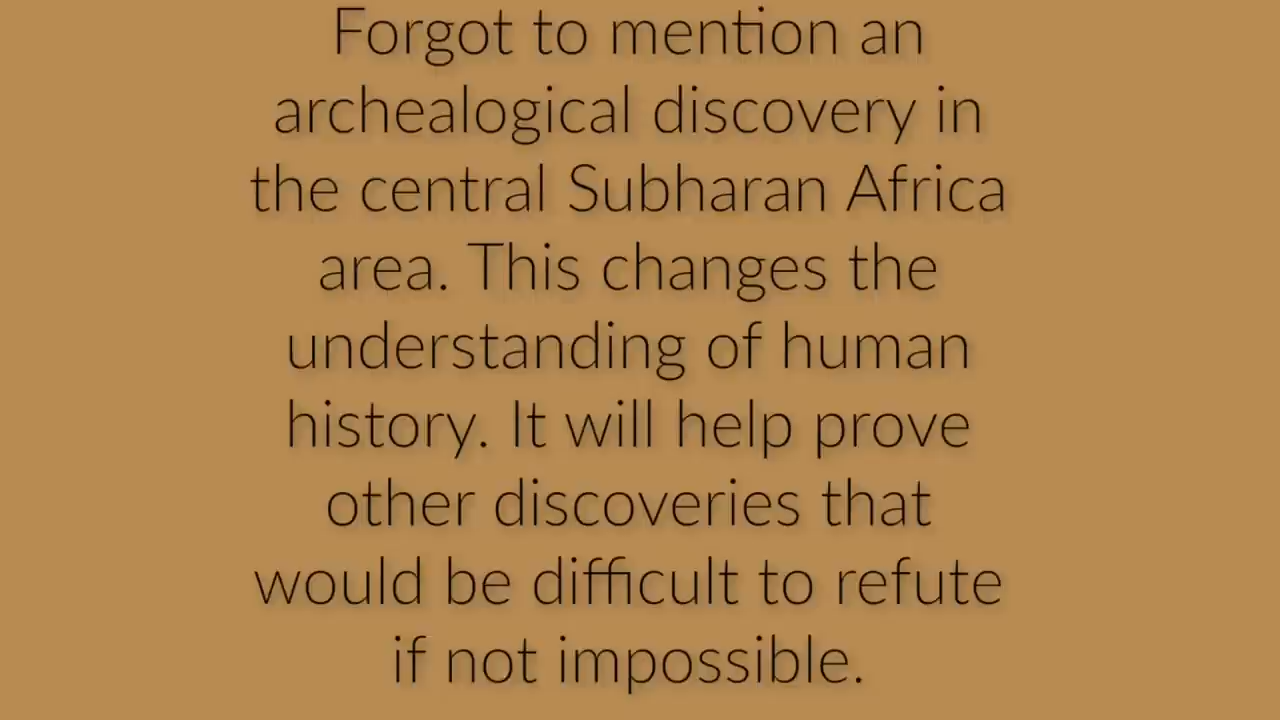 Forgot to mention an
archealogical discovery in
the central Subharan Africa
area. This changes the
understanding of human
history. It will help prove
other discoveries that
would be difficult to refute
if not impossible.